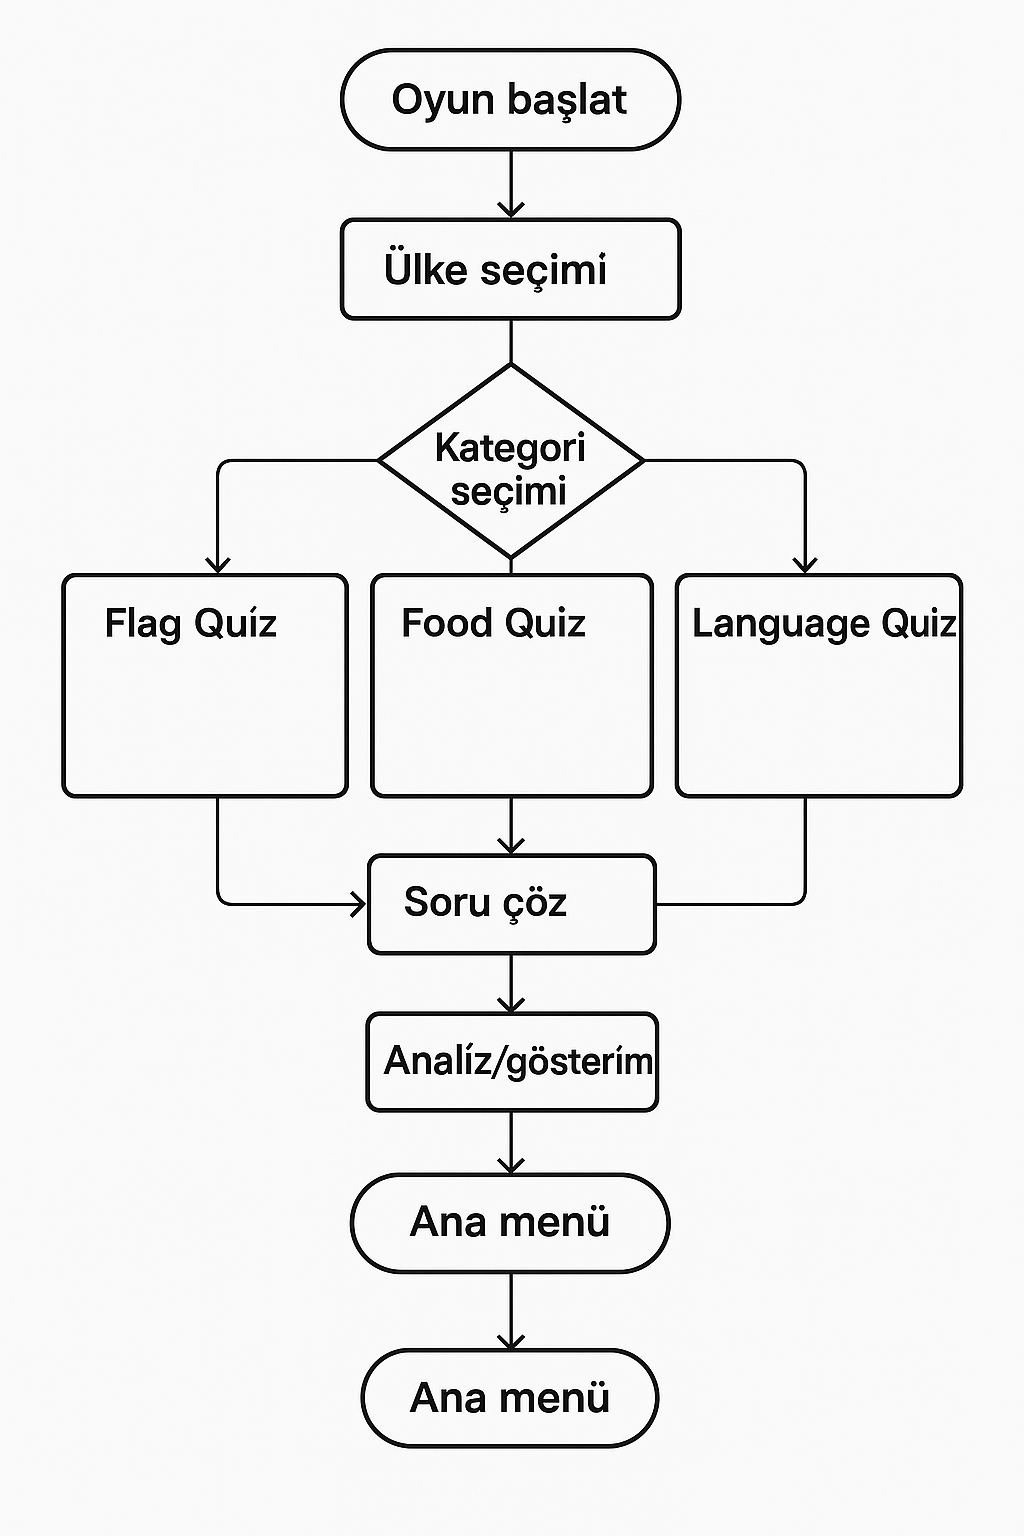 Oyun başlat
Ülke seçimi
Kategori
seçimi
Flag Quíz
Food Quiz
Language Quiz
Soru çöz
Analíz/gösterím
Ana menü
Ana menü